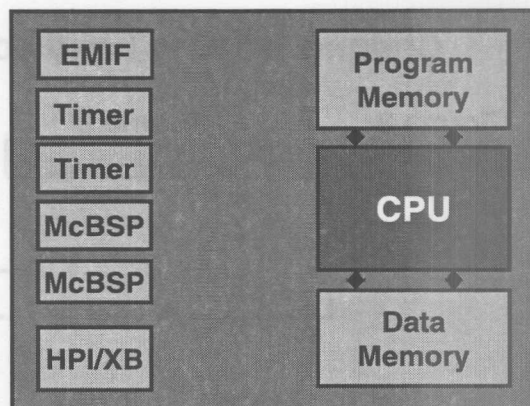 EMIF
Timer
Timer
McBSP
McBSP
HPI/XB
Program
Memory
CPU
Data
Memory